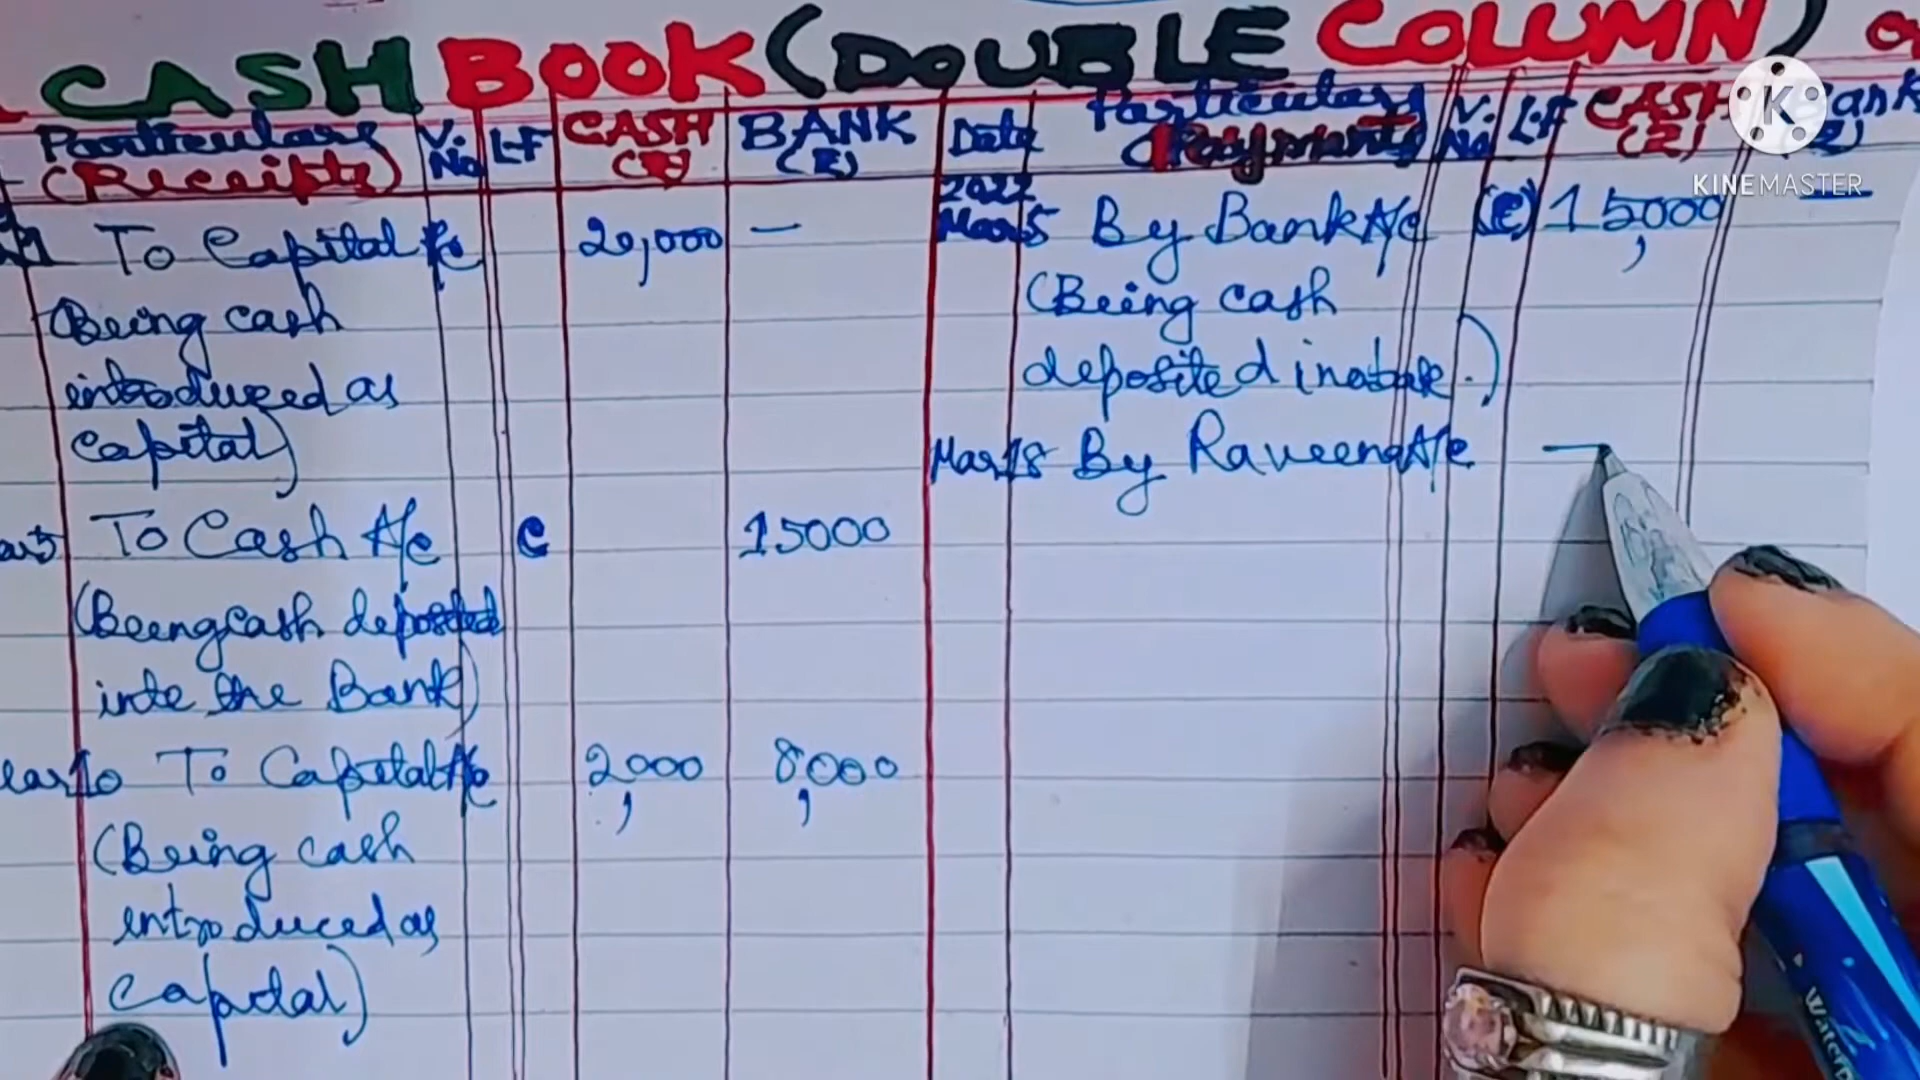 CASH BOOK (DOUBLE COLUMN) or
Particulars V. L.F CASH BANK
(Receipts) No (₹) (₹)
To Capital A/c 20,000 —
(Being cash
introduced as
capital)
To Cash A/c C 15000
(Being cash deposited
into the Bank)
Mar 10 To Capital A/c 2,000 8,000
(Being cash
introduced as
capital)
Date Particulars V. L.F CASH Bank
(Payments) No. (₹) (₹)
2022
Mar 5 By Bank A/c (C) 15,000 —
(Being cash
deposited into bank.)
Mar 18 By Raveena A/c —
K
KINEMASTER
Water